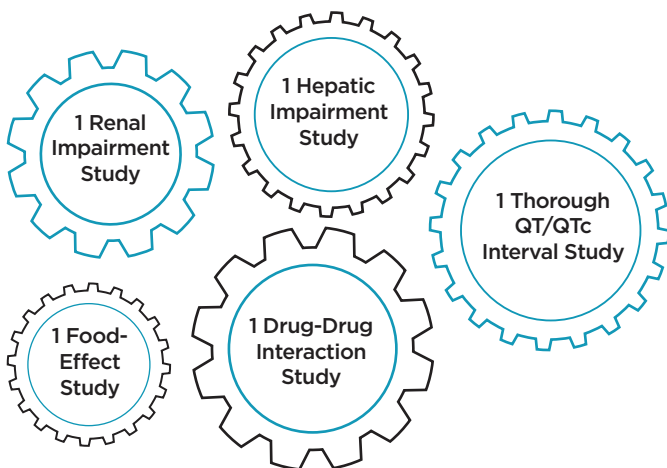 1 Renal
Impairment
Study
1 Hepatic
Impairment
Study
1 Thorough
QT/QTc
Interval Study
1 Food-
Effect
Study
1 Drug-Drug
Interaction
Study